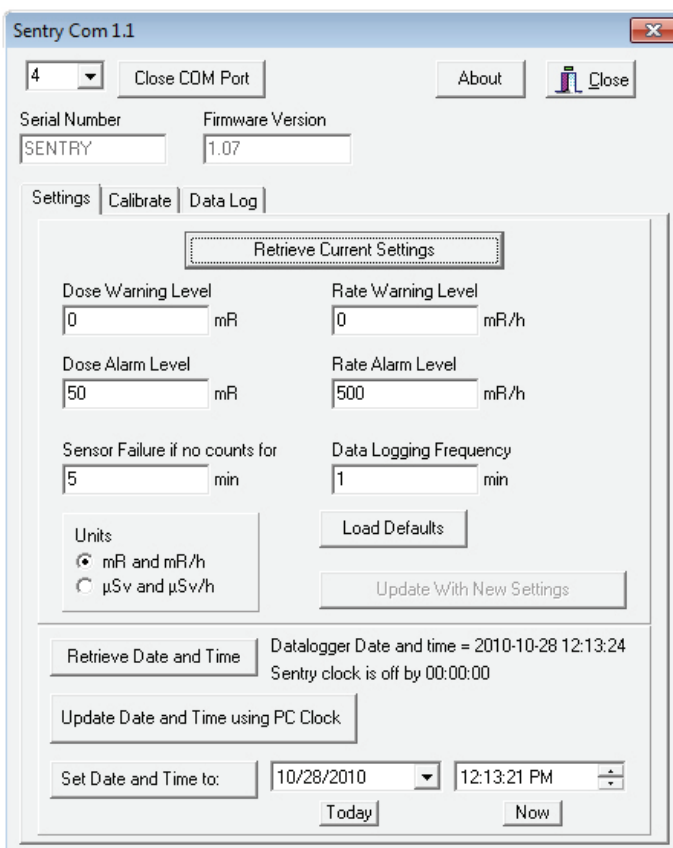 Sentry Com 1.1
4 Close COM Port About Close
Serial Number Firmware Version
SENTRY 1.07
Settings Calibrate Data Log
Retrieve Current Settings
Dose Warning Level Rate Warning Level
0 mR 0 mR/h
Dose Alarm Level Rate Alarm Level
50 mR 500 mR/h
Sensor Failure if no counts for Data Logging Frequency
5 min 1 min
Units Load Defaults
mR and mR/h
µSv and µSv/h Update With New Settings
Retrieve Date and Time Datalogger Date and time = 2010-10-28 12:13:24
Sentry clock is off by 00:00:00
Update Date and Time using PC Clock
Set Date and Time to: 10/28/2010 12:13:21 PM
Today Now